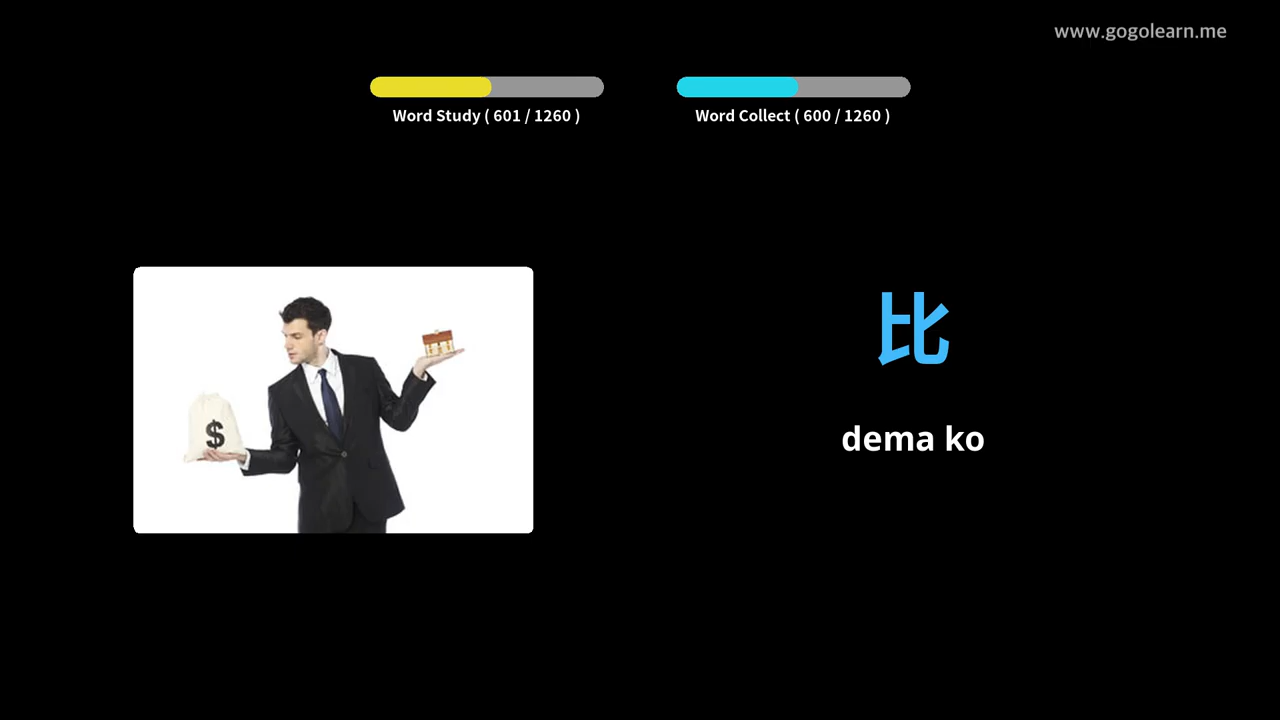 www.gogolearn.me
Word Study ( 601 / 1260 )
Word Collect ( 600 / 1260 )
$
比
dema ko